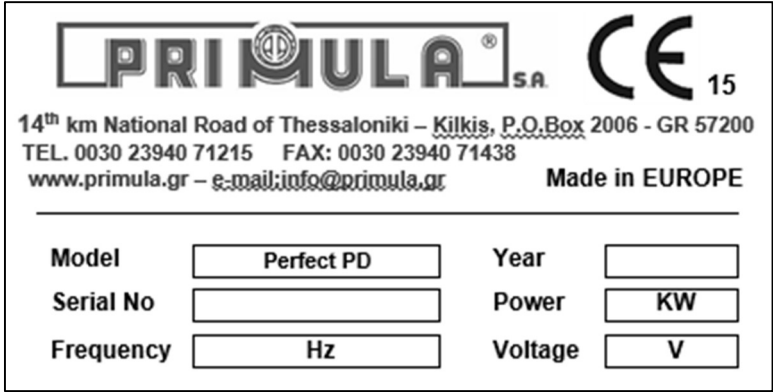 PRIMULA ® S.A. CE 15
14th km National Road of Thessaloniki – Kilkis, P.O.Box 2006 - GR 57200
TEL. 0030 23940 71215 FAX: 0030 23940 71438
www.primula.gr – e-mail:info@primula.gr Made in EUROPE
Model Perfect PD Year
Serial No Power KW
Frequency Hz Voltage V